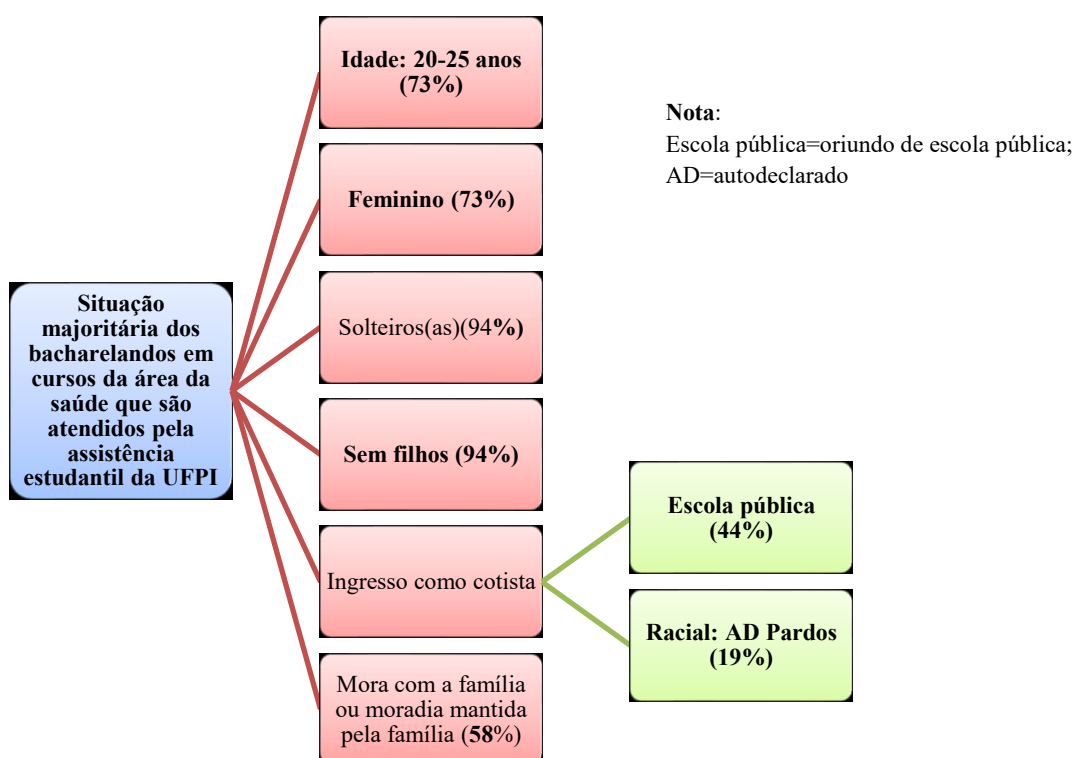 Idade: 20-25 anos
(73%)
Nota:
Escola pública=oriundo de escola pública;
AD=autodeclarado
Feminino (73%)
Situação
majoritária dos
bacharelandos em
cursos da área da
saúde que são
atendidos pela
assistência
estudantil da UFPI
Solteiros(as)(94%)
Sem filhos (94%)
Ingresso como cotista
Escola pública
(44%)
Racial: AD Pardos
(19%)
Mora com a família
ou moradia mantida
pela família (58%)